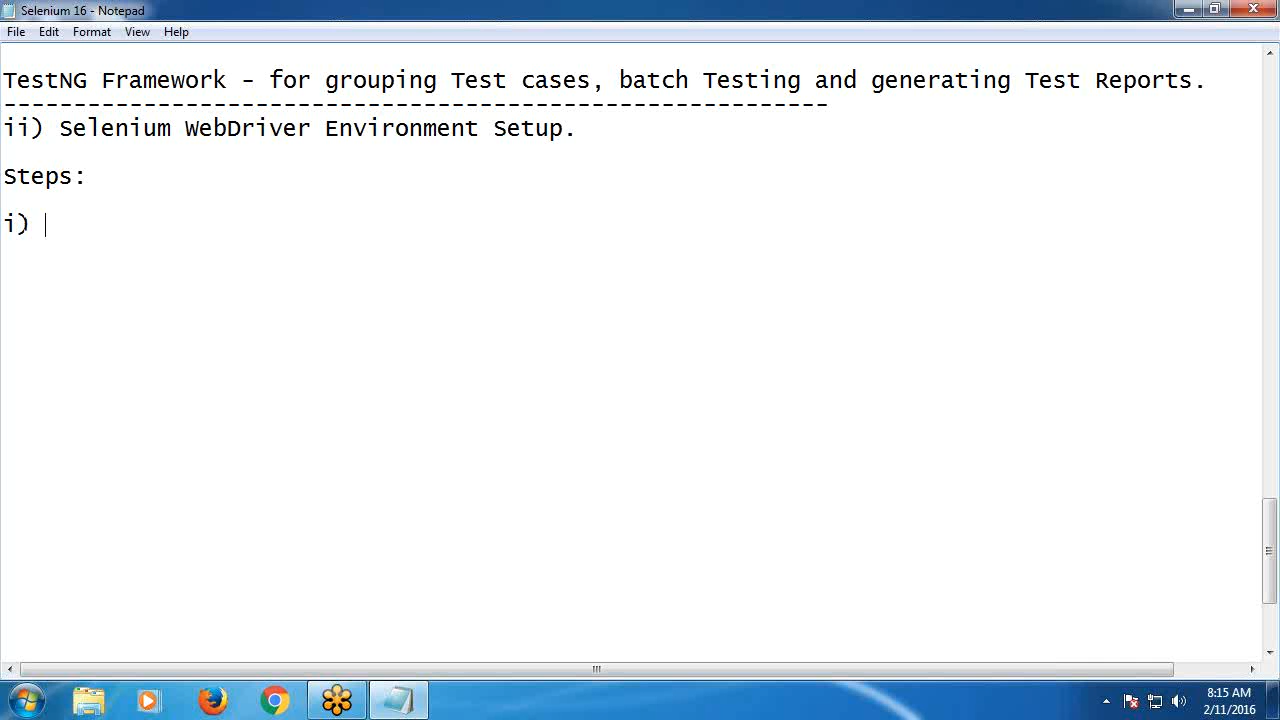 Selenium 16 - Notepad
File Edit Format View Help
TestNG Framework - for grouping Test cases, batch Testing and generating Test Reports.
-----------------------------------------------------------
ii) Selenium WebDriver Environment Setup.
Steps:
i)
8:15 AM
2/11/2016